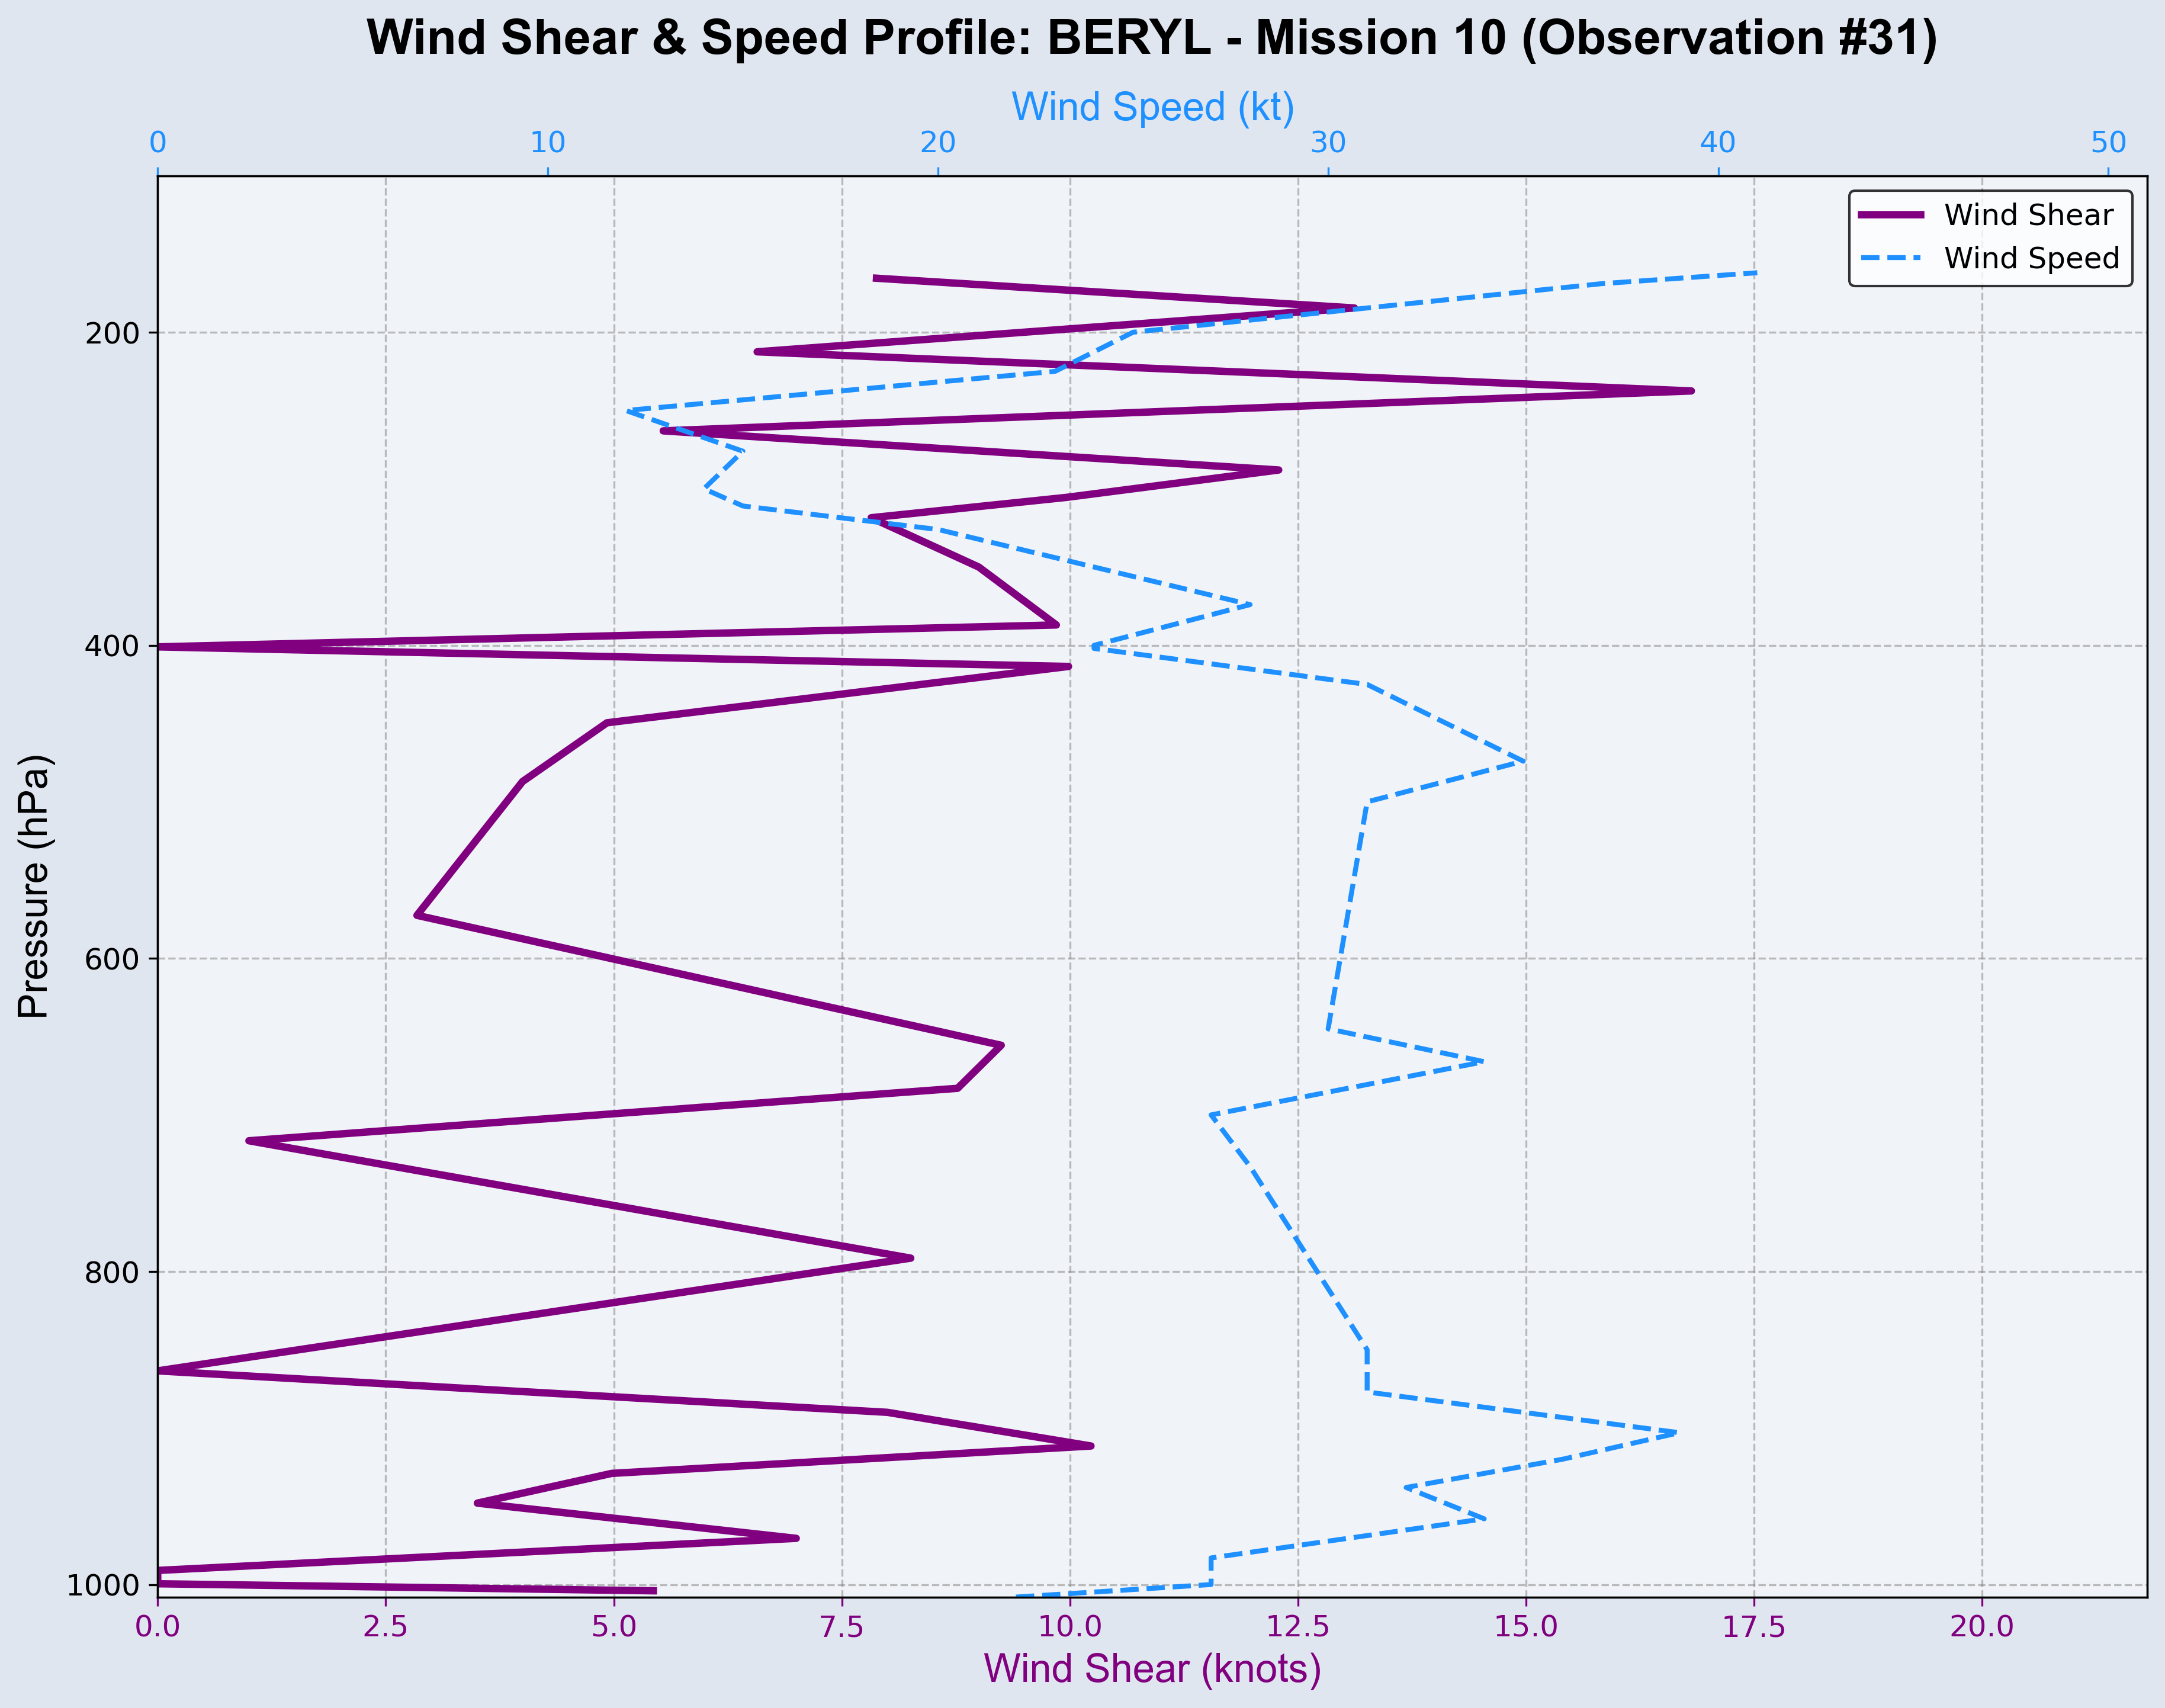 Wind Shear & Speed Profile: BERYL - Mission 10 (Observation #31)
Wind Speed (kt)
0 10 20 30 40 50
Wind Shear
Wind Speed
200
400
600
800
1000
Pressure (hPa)
0.0 2.5 5.0 7.5 10.0 12.5 15.0 17.5 20.0
Wind Shear (knots)